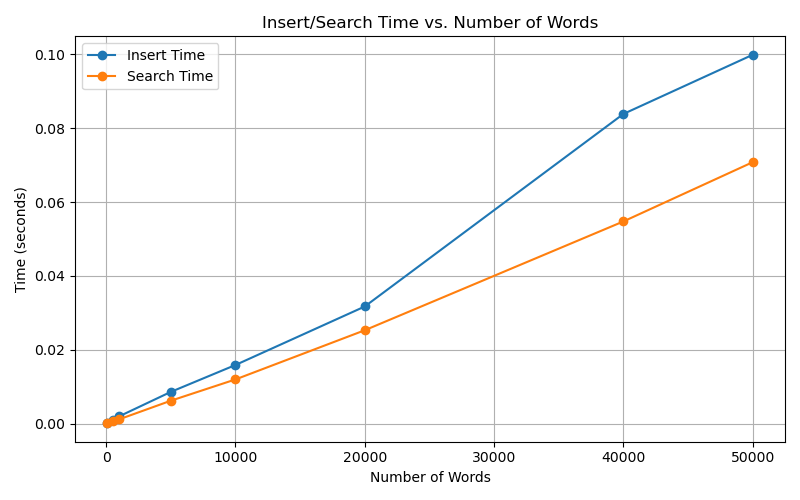 Insert/Search Time vs. Number of Words
Insert Time
Search Time
0.10
0.08
0.06
0.04
0.02
0.00
Time (seconds)
0 10000 20000 30000 40000 50000
Number of Words